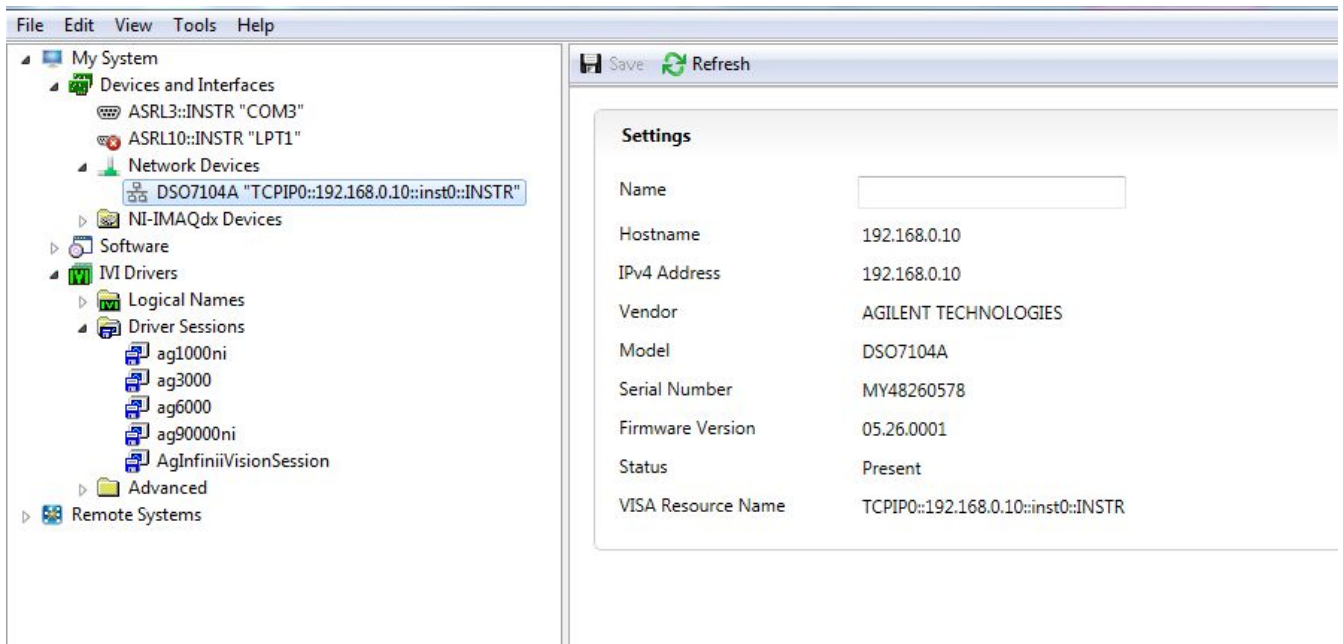 File Edit View Tools Help
My System
Devices and Interfaces
ASRL3::INSTR "COM3"
ASRL10::INSTR "LPT1"
Network Devices
DSO7104A "TCPIP0::192.168.0.10::inst0::INSTR"
NI-IMAQdx Devices
Software
IVI Drivers
Logical Names
Driver Sessions
ag1000ni
ag3000
ag6000
ag90000ni
AgInfiniiVisionSession
Advanced
Remote Systems
Save Refresh
Settings
Name
Hostname 192.168.0.10
IPv4 Address 192.168.0.10
Vendor AGILENT TECHNOLOGIES
Model DSO7104A
Serial Number MY48260578
Firmware Version 05.26.0001
Status Present
VISA Resource Name TCPIP0::192.168.0.10::inst0::INSTR